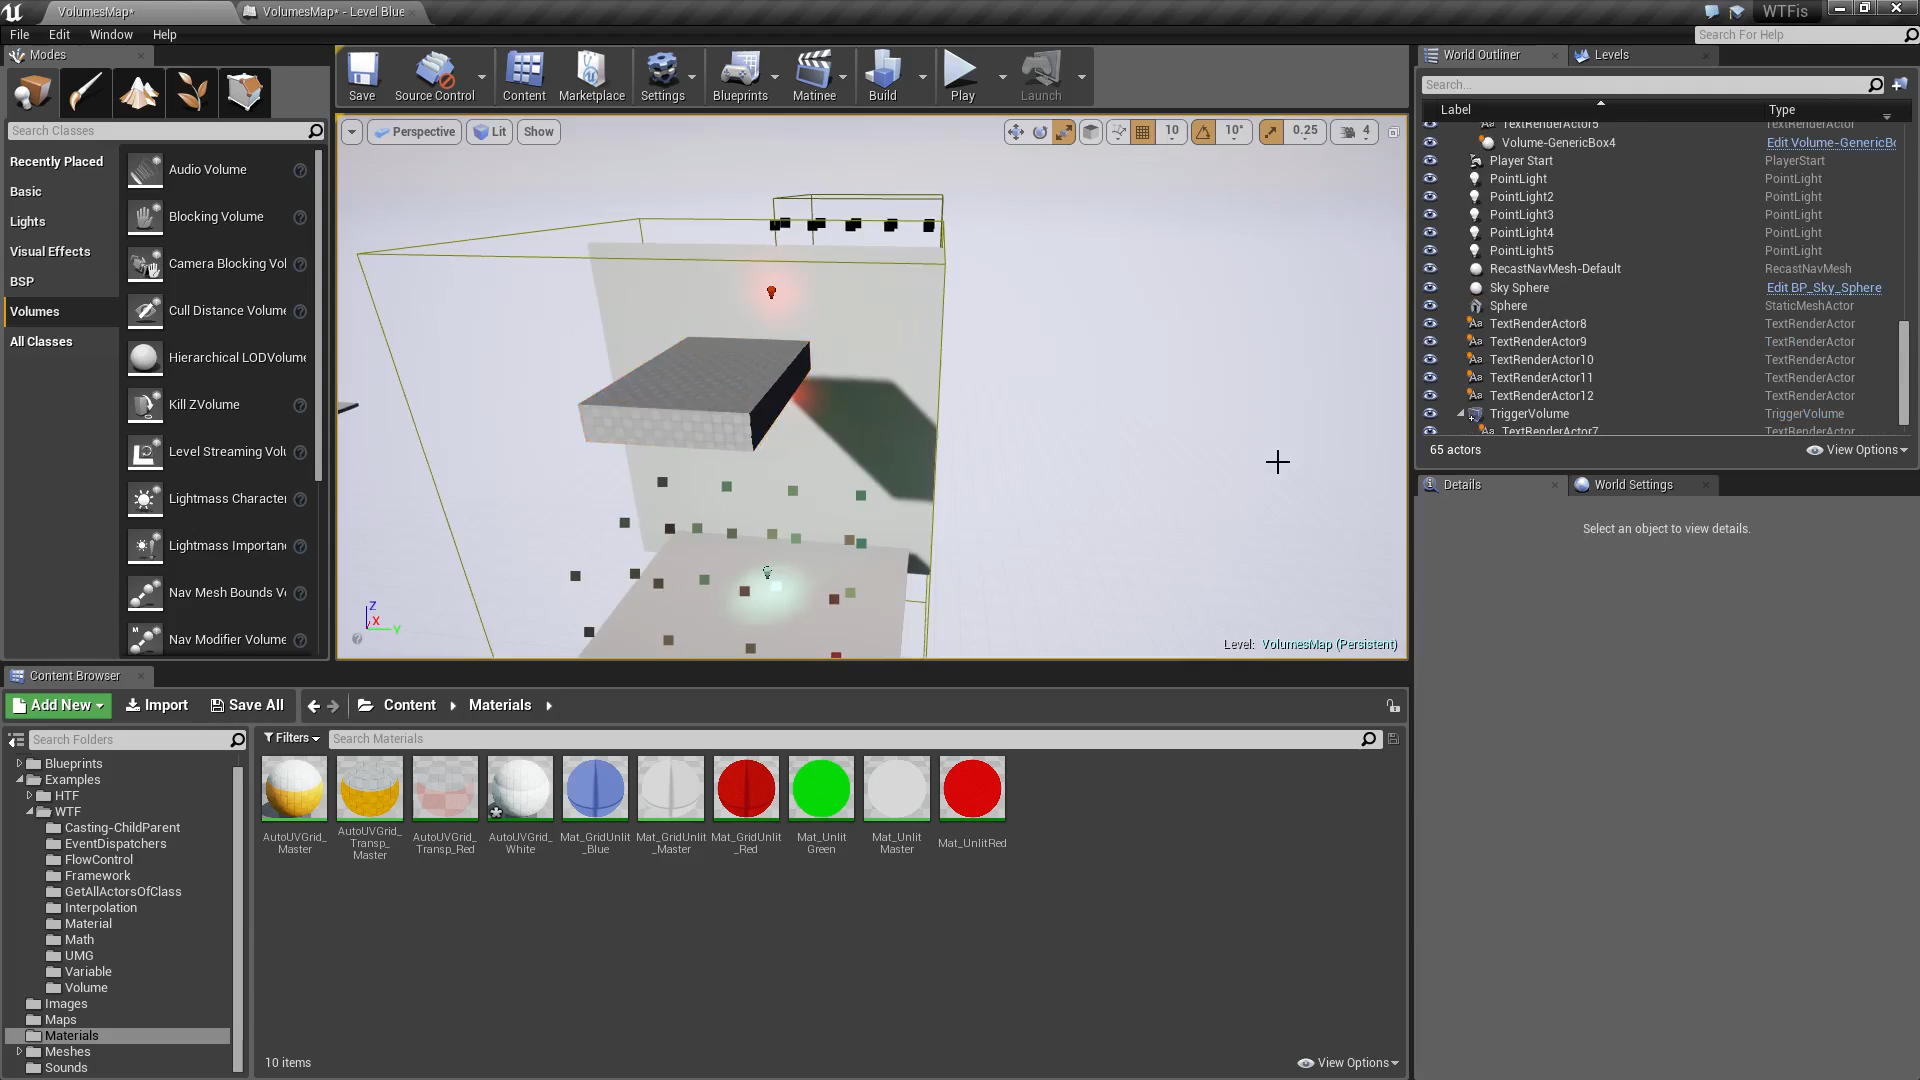 VolumesMap*
VolumesMap* - Level Blue
WTFis
File
Edit
Window
Help
Search For Help
Modes
Save
Source Control
Content
Marketplace
Settings
Blueprints
Matinee
Build
Play
Launch
World Outliner
Levels
Search...
Label
Type
Search Classes
Perspective
Lit
Show
10
10°
0.25
4
Recently Placed
Basic
Lights
Visual Effects
BSP
Volumes
All Classes
Audio Volume
Blocking Volume
Camera Blocking Vol
Cull Distance Volume
Hierarchical LODVolume
Kill ZVolume
Level Streaming Volu
Lightmass Character
Lightmass Importan
Nav Mesh Bounds Vo
Nav Modifier Volume
TextRenderActor5
TextRenderActor
Volume-GenericBox4
Edit Volume-GenericBo
Player Start
PlayerStart
PointLight
PointLight
PointLight2
PointLight
PointLight3
PointLight
PointLight4
PointLight
PointLight5
PointLight
RecastNavMesh-Default
RecastNavMesh
Sky Sphere
Edit BP_Sky_Sphere
Sphere
StaticMeshActor
TextRenderActor8
TextRenderActor
TextRenderActor9
TextRenderActor
TextRenderActor10
TextRenderActor
TextRenderActor11
TextRenderActor
TextRenderActor12
TextRenderActor
TriggerVolume
TriggerVolume
TextRenderActor7
TextRenderActor
65 actors
View Options
Details
World Settings
Select an object to view details.
Z
X
Y
Level: VolumesMap (Persistent)
Content Browser
Add New
Import
Save All
Content
Materials
Search Folders
Filters
Search Materials
Blueprints
Examples
HTF
WTF
Casting-ChildParent
EventDispatchers
FlowControl
Framework
GetAllActorsOfClass
Interpolation
Material
Math
UMG
Variable
Volume
Images
Maps
Materials
Meshes
Sounds
AutoUVGrid_
Master
AutoUVGrid_
Transp_
Master
AutoUVGrid_
Transp_Red
AutoUVGrid_
White
Mat_GridUnlit
_Blue
Mat_GridUnlit
_Master
Mat_GridUnlit
_Red
Mat_Unlit
Green
Mat_Unlit
Master
Mat_UnlitRed
10 items
View Options